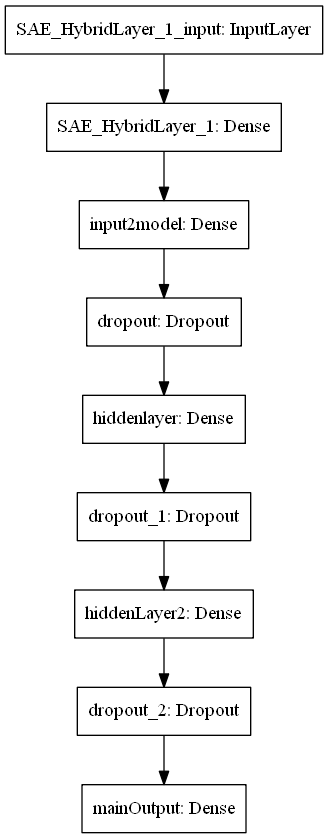 SAE_HybridLayer_1_input: InputLayer
SAE_HybridLayer_1: Dense
input2model: Dense
dropout: Dropout
hiddenlayer: Dense
dropout_1: Dropout
hiddenLayer2: Dense
dropout_2: Dropout
mainOutput: Dense